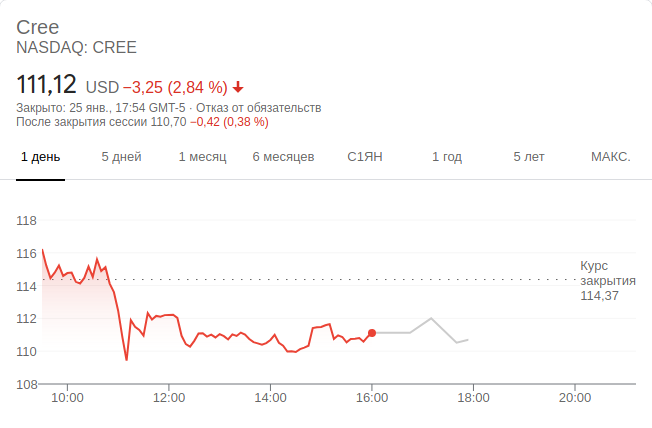 Cree
NASDAQ: CREE
111,12 USD −3,25 (2,84 %)
Закрыто: 25 янв., 17:54 GMT-5 · Отказ от обязательств
После закрытия сессии 110,70 −0,42 (0,38 %)
1 день 5 дней 1 месяц 6 месяцев С1ЯН 1 год 5 лет МАКС.
118
116
Курс
закрытия
114,37
114
112
110
108
10:00 12:00 14:00 16:00 18:00 20:00